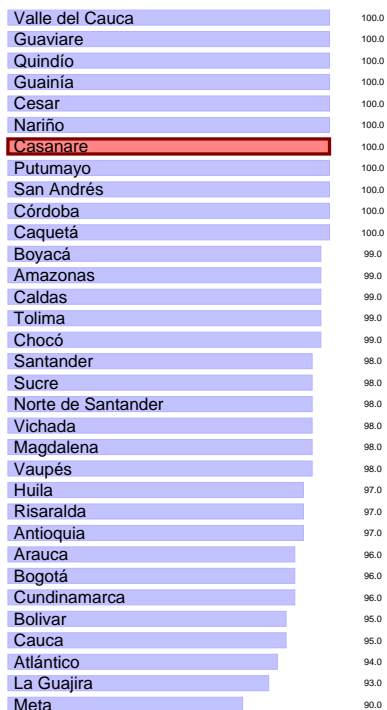 Valle del Cauca 100.0
Guaviare 100.0
Quindío 100.0
Guainía 100.0
Cesar 100.0
Nariño 100.0
Casanare 100.0
Putumayo 100.0
San Andrés 100.0
Córdoba 100.0
Caquetá 100.0
Boyacá 99.0
Amazonas 99.0
Caldas 99.0
Tolima 99.0
Chocó 99.0
Santander 98.0
Sucre 98.0
Norte de Santander 98.0
Vichada 98.0
Magdalena 98.0
Vaupés 98.0
Huila 97.0
Risaralda 97.0
Antioquia 97.0
Arauca 96.0
Bogotá 96.0
Cundinamarca 96.0
Bolivar 95.0
Cauca 95.0
Atlántico 94.0
La Guajira 93.0
Meta 90.0